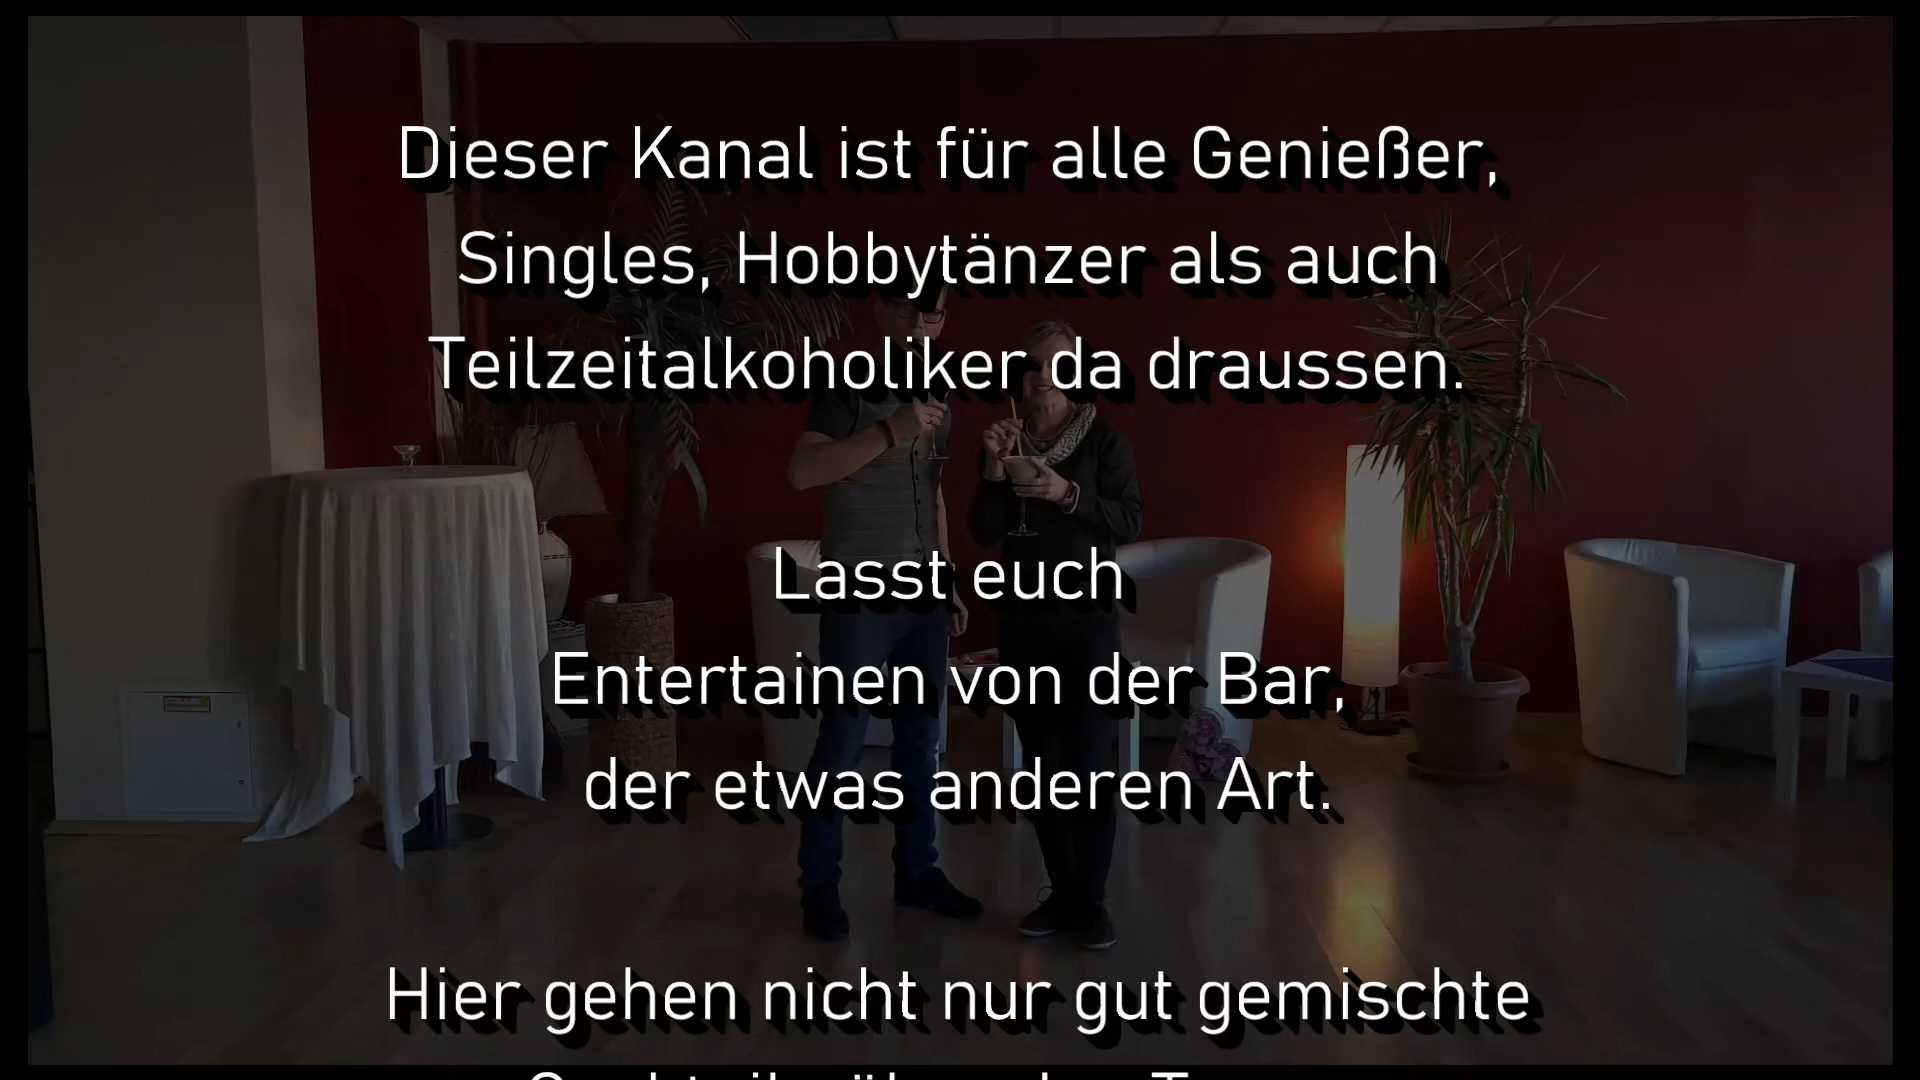 Dieser Kanal ist für alle Genießer,
Singles, Hobbytänzer als auch
Teilzeitalkoholiker da draussen.
Lasst euch
Entertainen von der Bar,
der etwas anderen Art.
Hier gehen nicht nur gut gemischte